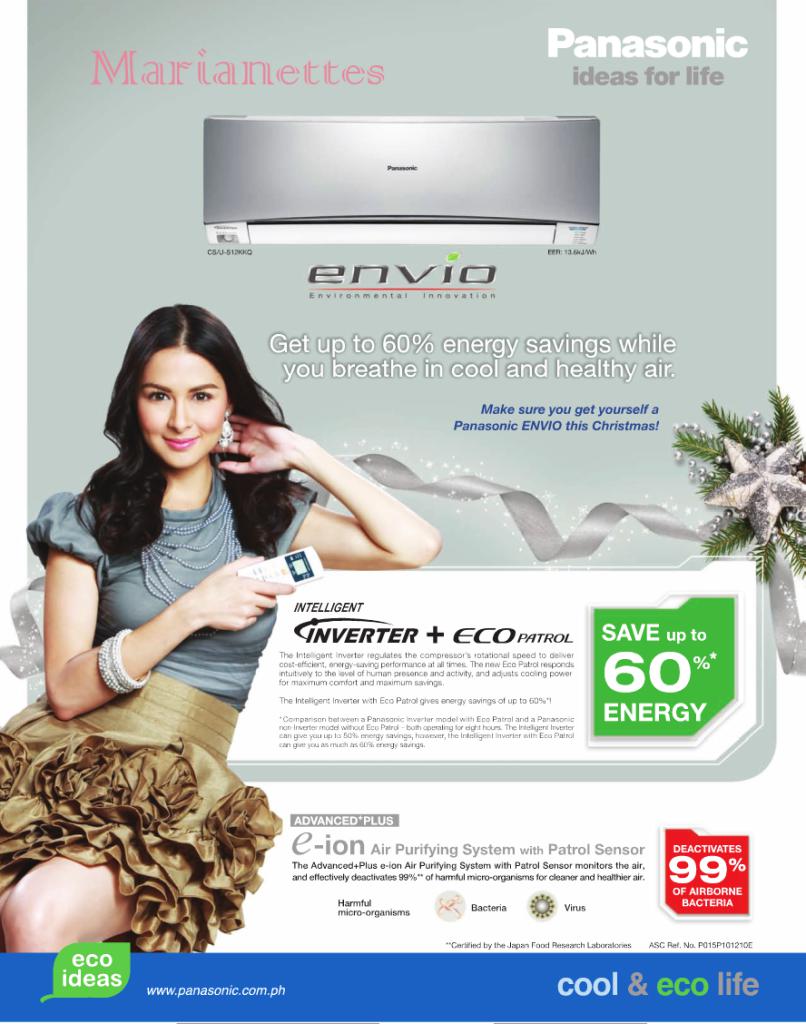 Marianettes
Panasonic
ideas for life
Panasonic
INVERTER
CS/U-S12KKQ
EER: 13.6kJ/Wh
envio
Environmental Innovation
Get up to 60% energy savings while
you breathe in cool and healthy air.
Make sure you get yourself a
Panasonic ENVIO this Christmas!
INTELLIGENT
INVERTER + ECO PATROL
The Intelligent Inverter regulates the compressor's rotational speed to deliver
cost-efficient, energy-saving performance at all times. The new Eco Patrol responds
intuitively to the level of human presence and activity, and adjusts cooling power
for maximum comfort and maximum savings.
The Intelligent Inverter with Eco Patrol gives energy savings of up to 60%*!
*Comparison between a Panasonic Inverter model with Eco Patrol and a Panasonic
non Inverter model without Eco Patrol - both operating for eight hours. The Intelligent Inverter
can give you up to 50% energy savings, however, the Intelligent Inverter with Eco Patrol
can give you as much as 60% energy savings.
SAVE up to
60%*
ENERGY
ADVANCED+PLUS
e-ion Air Purifying System with Patrol Sensor
The Advanced+Plus e-ion Air Purifying System with Patrol Sensor monitors the air,
and effectively deactivates 99%** of harmful micro-organisms for cleaner and healthier air.
Harmful
micro-organisms
Bacteria
Virus
DEACTIVATES
99%
OF AIRBORNE
BACTERIA
**Certified by the Japan Food Research Laboratories
ASC Ref. No. P015P101210E
eco
ideas
www.panasonic.com.ph
cool & eco life